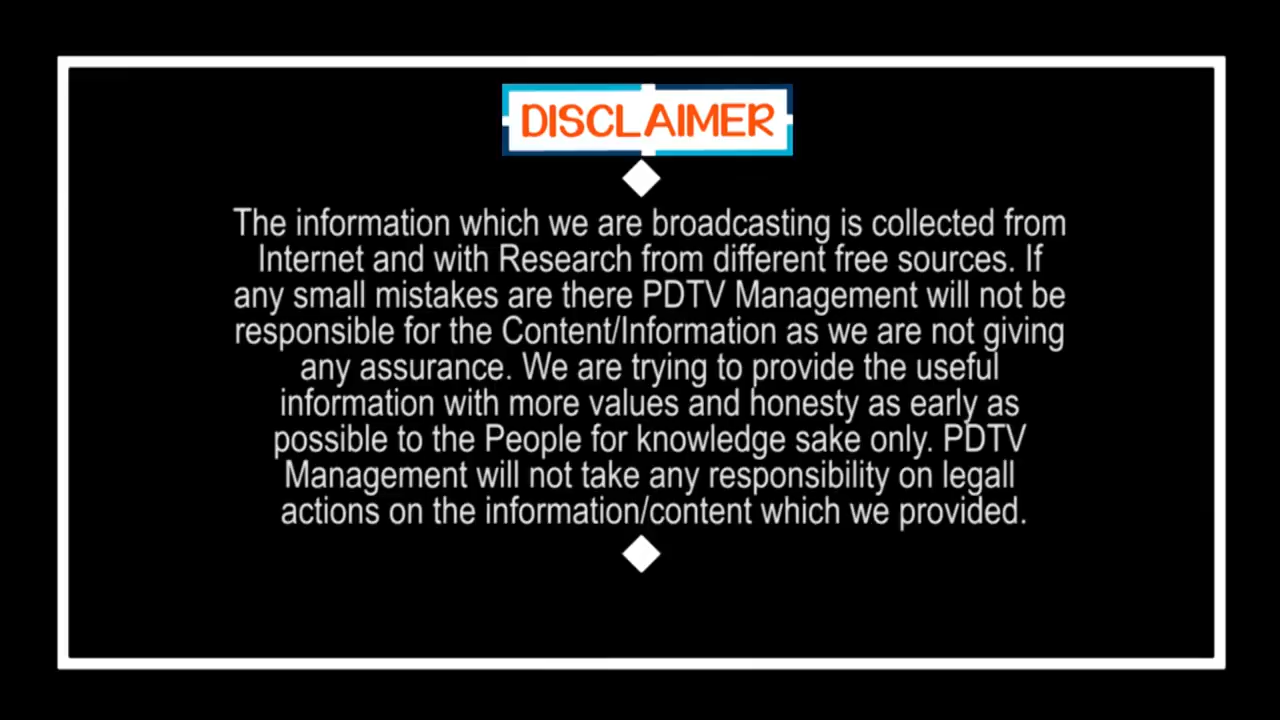 DISCLAIMER
The information which we are broadcasting is collected from
Internet and with Research from different free sources. If
any small mistakes are there PDTV Management will not be
responsible for the Content/Information as we are not giving
any assurance. We are trying to provide the useful
information with more values and honesty as early as
possible to the People for knowledge sake only. PDTV
Management will not take any responsibility on legall
actions on the information/content which we provided.